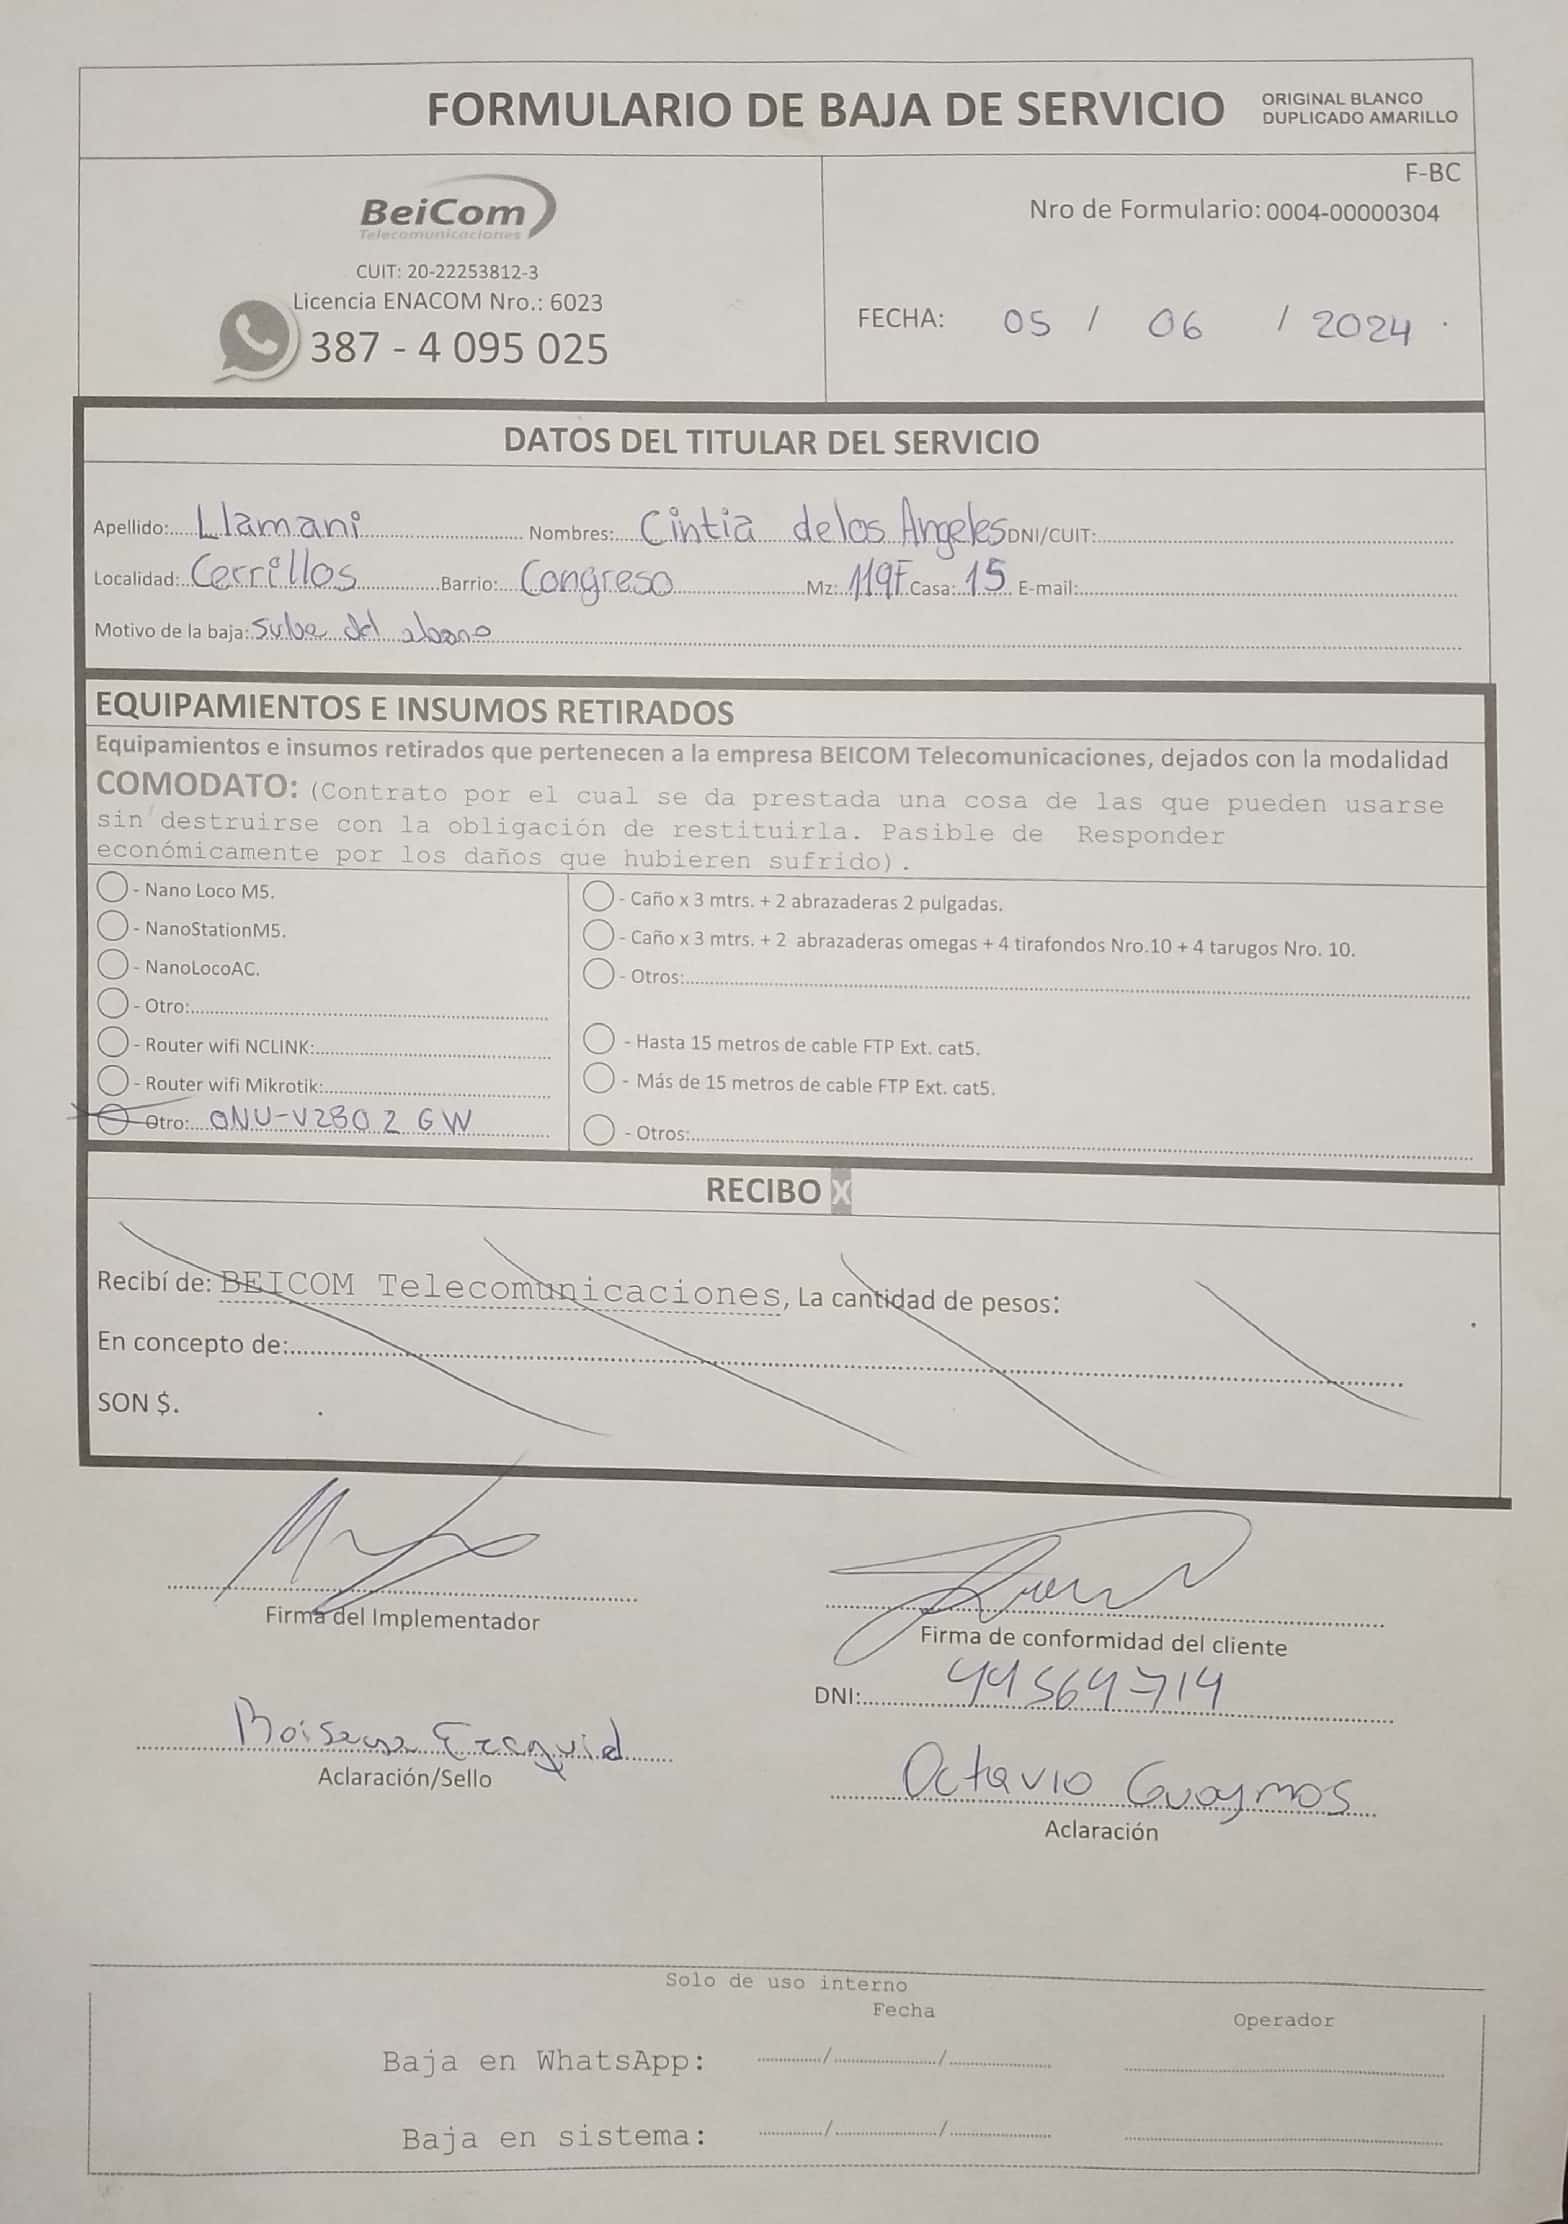 FORMULARIO DE BAJA DE SERVICIO
ORIGINAL BLANCO
DUPLICADO AMARILLO
BeiCom
Telecomunicaciones
CUIT: 20-22253812-3
Licencia ENACOM Nro.: 6023
387 - 4 095 025
F-BC
Nro de Formulario: 0004-00000304
FECHA: 05 / 06 / 2024
DATOS DEL TITULAR DEL SERVICIO
Apellido: Llamani Nombres: Cintia delos Angeles DNI/CUIT:
Localidad: Cerrillos Barrio: Congreso Mz: 119F Casa: 15 E-mail:
Motivo de la baja: Suba del abono
EQUIPAMIENTOS E INSUMOS RETIRADOS
Equipamientos e insumos retirados que pertenecen a la empresa BEICOM Telecomunicaciones, dejados con la modalidad
COMODATO: (Contrato por el cual se da prestada una cosa de las que pueden usarse
sin destruirse con la obligación de restituirla. Pasible de Responder
económicamente por los daños que hubieren sufrido).
- Nano Loco M5.
- NanoStationM5.
- NanoLocoAC.
- Otro:
- Router wifi NCLINK:
- Router wifi Mikrotik:
- Otro: ONU-V2802GW
- Caño x 3 mtrs. + 2 abrazaderas 2 pulgadas.
- Caño x 3 mtrs. + 2 abrazaderas omegas + 4 tirafondos Nro.10 + 4 tarugos Nro. 10.
- Otros:
- Hasta 15 metros de cable FTP Ext. cat5.
- Más de 15 metros de cable FTP Ext. cat5.
- Otros:
RECIBO X
Recibí de: BEICOM Telecomunicaciones, La cantidad de pesos:
En concepto de:
SON $.
Firma del Implementador
Firma de conformidad del cliente
DNI: 44564714
Aclaración/Sello
Octavio Guaymos
Aclaración
Solo de uso interno
Fecha
Operador
Baja en WhatsApp: / /
Baja en sistema: / /